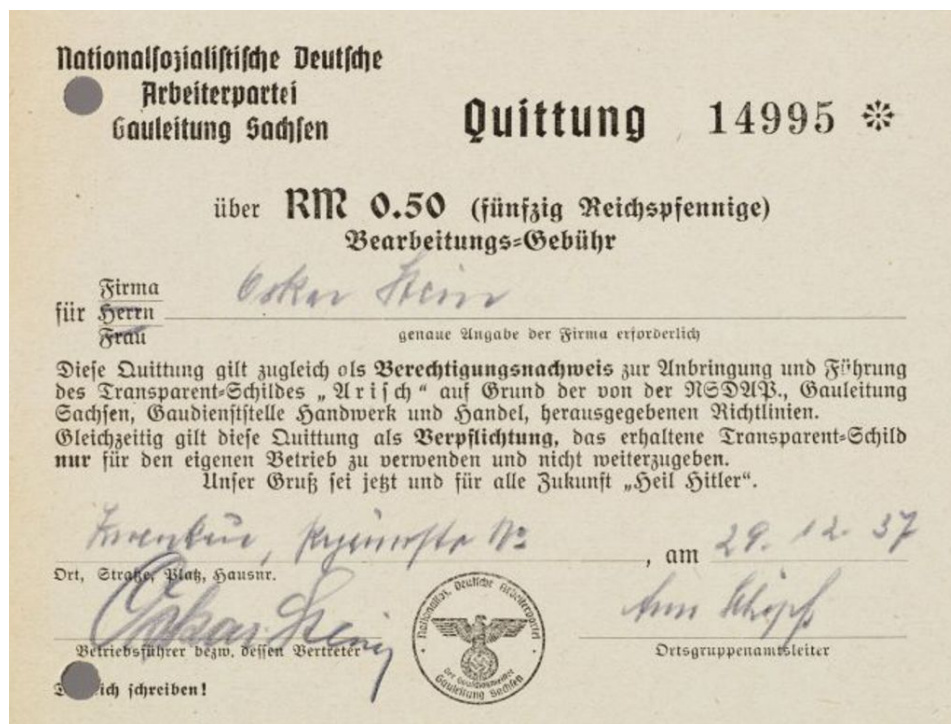 Nationalsozialistische Deutsche
Arbeiterpartei
Gauleitung Sachsen
Quittung 14995 ❊
über RM 0.50 (fünfzig Reichspfennige)
Bearbeitungs-Gebühr
Firma
für Herrn Oskar Stein
Frau
genaue Angabe der Firma erforderlich
Diese Quittung gilt zugleich als Berechtigungsnachweis zur Anbringung und Führung
des Transparent-Schildes „Arisch“ auf Grund der von der NSDAP., Gauleitung
Sachsen, Gaudienststelle Handwerk und Handel, herausgegebenen Richtlinien.
Gleichzeitig gilt diese Quittung als Verpflichtung, das erhaltene Transparent-Schild
nur für den eigenen Betrieb zu verwenden und nicht weiterzugeben.
Unser Gruß sei jetzt und für alle Zukunft „Heil Hitler“.
, am 29. 12. 37
Ort, Straße, Platz, Hausnr.
Oskar Stein
Betriebsführer bezw. dessen Vertreter
Nationalsoz. Deutsche Arbeiterpartei
Gauleitung Sachsen
Ortsgruppenamtsleiter
schreiben!